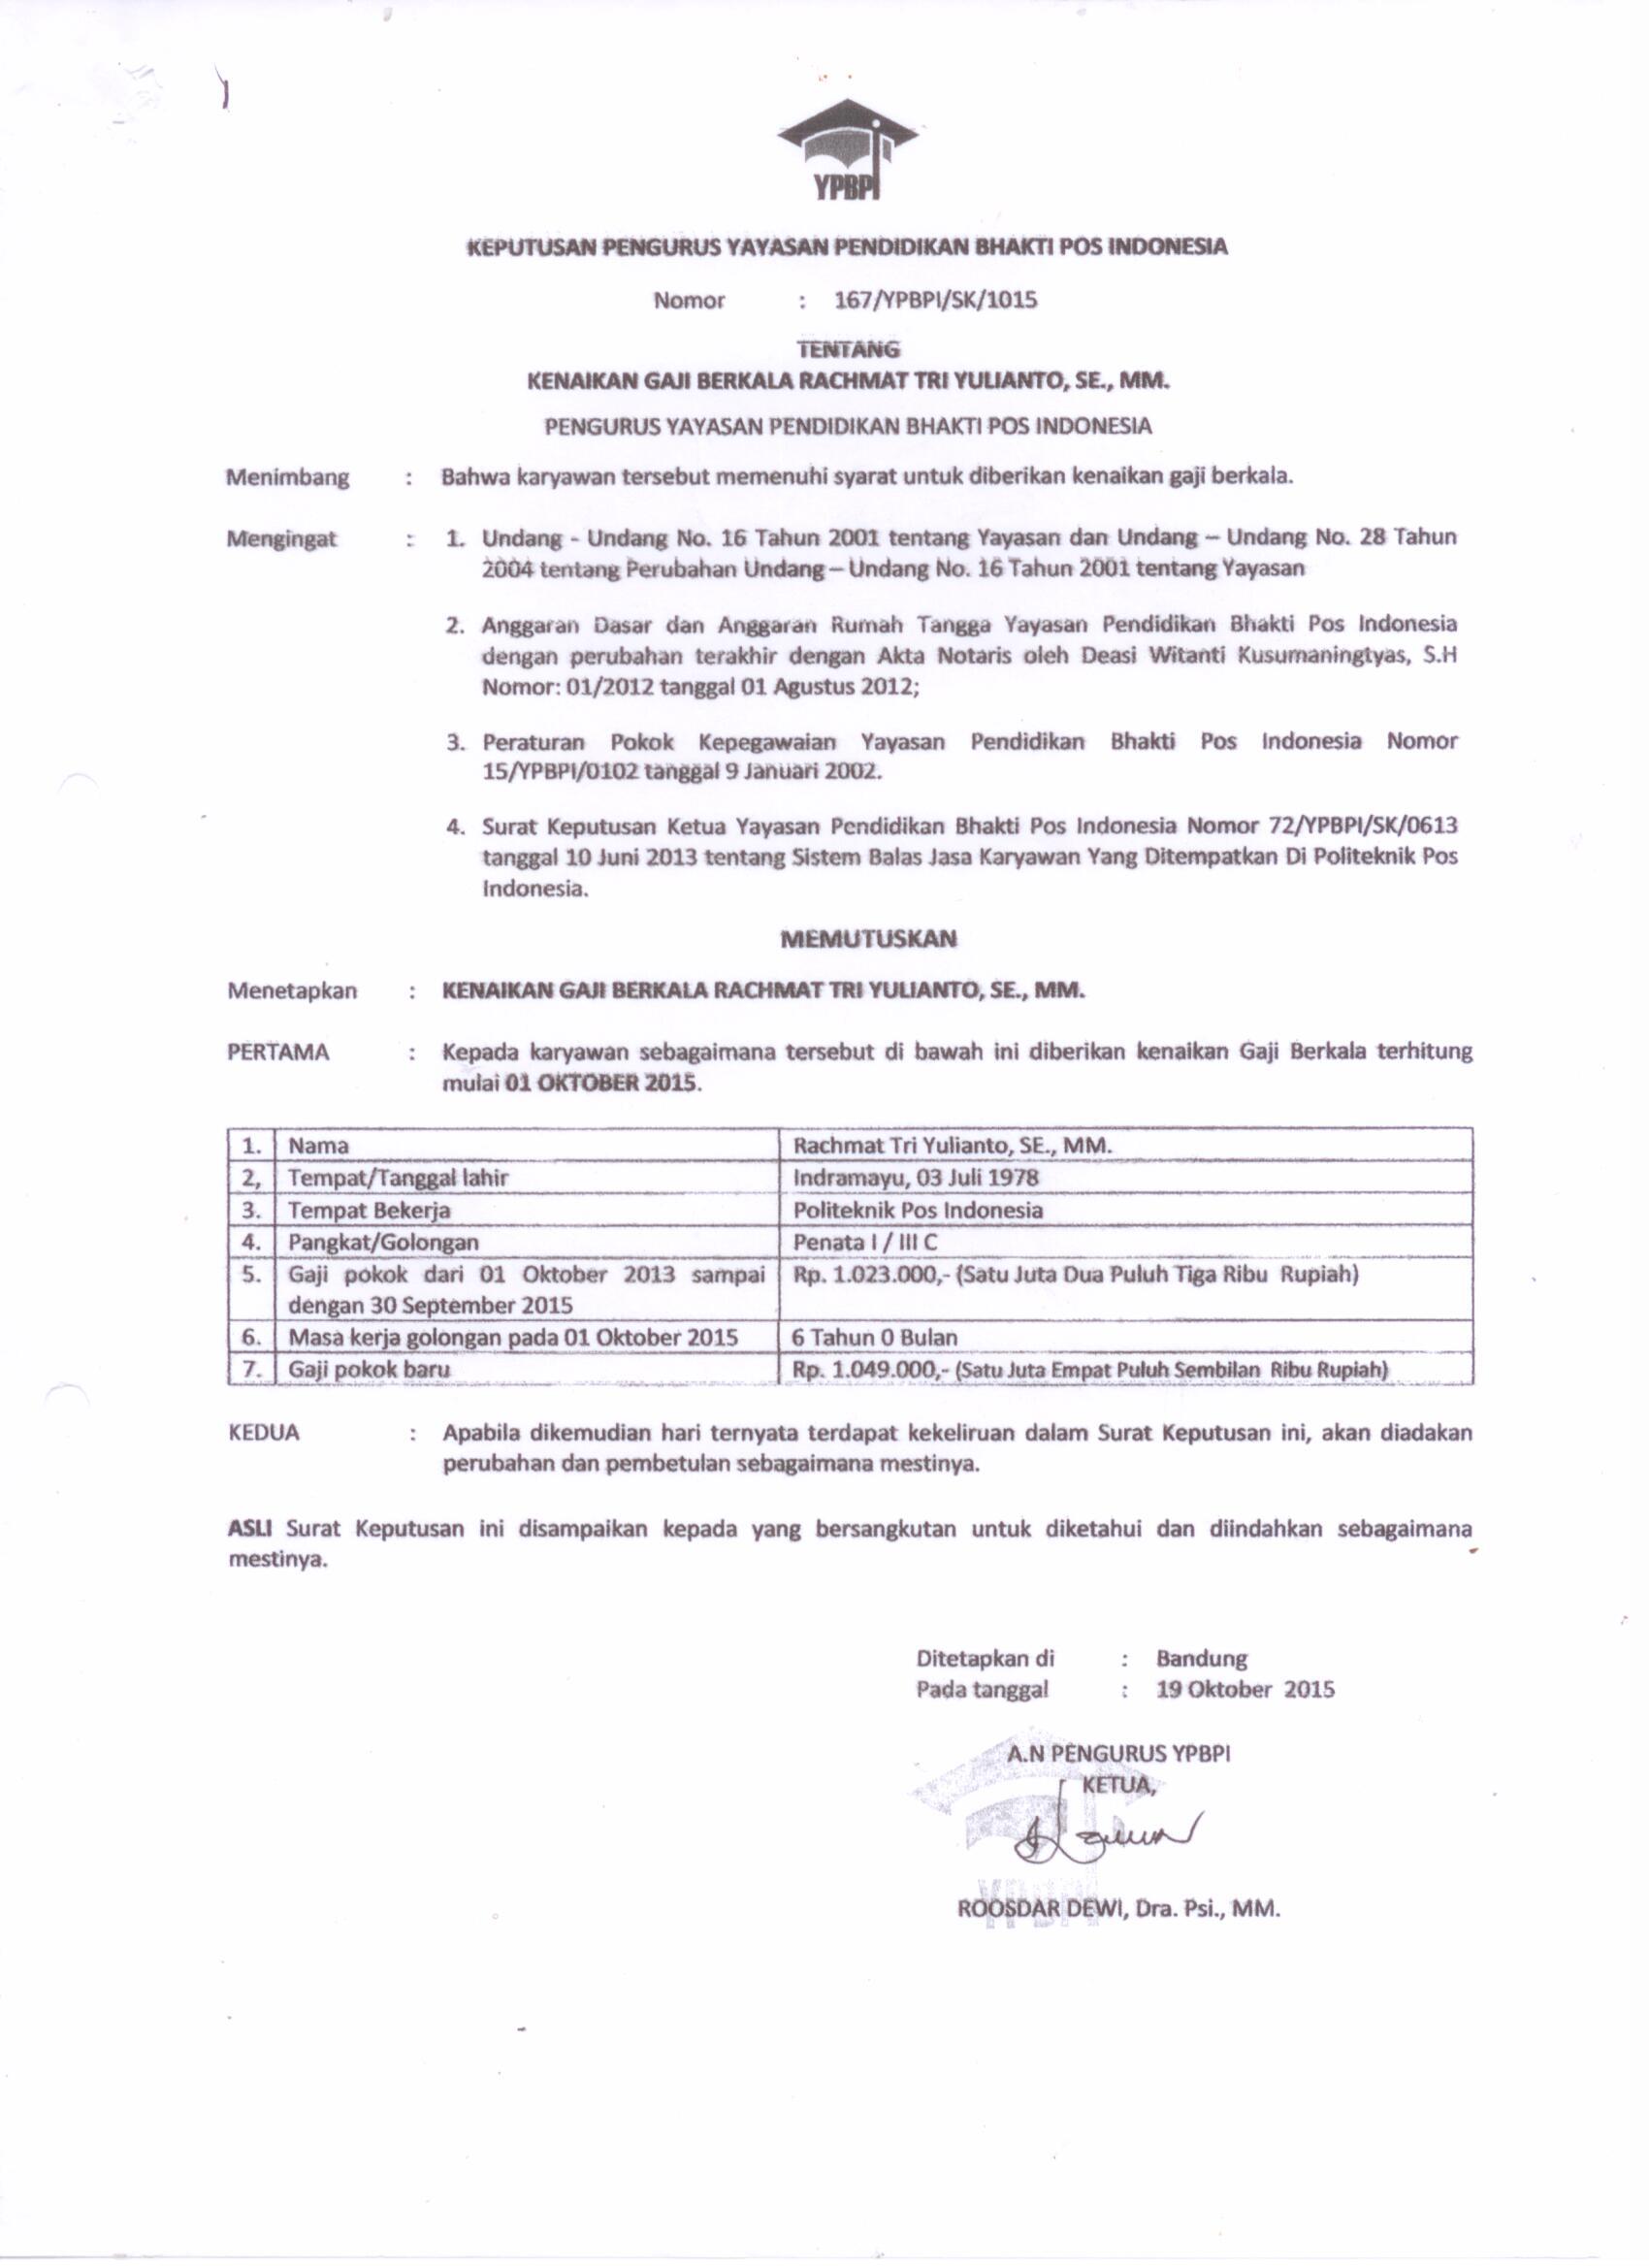 YPBPI
KEPUTUSAN PENGURUS YAYASAN PENDIDIKAN BHAKTI POS INDONESIA
Nomor : 167/YPBPI/SK/1015
TENTANG
KENAIKAN GAJI BERKALA RACHMAT TRI YULIANTO, SE., MM.
PENGURUS YAYASAN PENDIDIKAN BHAKTI POS INDONESIA
Menimbang : Bahwa karyawan tersebut memenuhi syarat untuk diberikan kenaikan gaji berkala.
Mengingat : 1. Undang - Undang No. 16 Tahun 2001 tentang Yayasan dan Undang – Undang No. 28 Tahun
2004 tentang Perubahan Undang – Undang No. 16 Tahun 2001 tentang Yayasan
2. Anggaran Dasar dan Anggaran Rumah Tangga Yayasan Pendidikan Bhakti Pos Indonesia
dengan perubahan terakhir dengan Akta Notaris oleh Deasi Witanti Kusumaningtyas, S.H
Nomor: 01/2012 tanggal 01 Agustus 2012;
3. Peraturan Pokok Kepegawaian Yayasan Pendidikan Bhakti Pos Indonesia Nomor
15/YPBPI/0102 tanggal 9 Januari 2002.
4. Surat Keputusan Ketua Yayasan Pendidikan Bhakti Pos Indonesia Nomor 72/YPBPI/SK/0613
tanggal 10 Juni 2013 tentang Sistem Balas Jasa Karyawan Yang Ditempatkan Di Politeknik Pos
Indonesia.
MEMUTUSKAN
Menetapkan : KENAIKAN GAJI BERKALA RACHMAT TRI YULIANTO, SE., MM.
PERTAMA : Kepada karyawan sebagaimana tersebut di bawah ini diberikan kenaikan Gaji Berkala terhitung
mulai 01 OKTOBER 2015.
1. Nama Rachmat Tri Yulianto, SE., MM.
2, Tempat/Tanggal lahir Indramayu, 03 Juli 1978
3. Tempat Bekerja Politeknik Pos Indonesia
4. Pangkat/Golongan Penata I / III C
5. Gaji pokok dari 01 Oktober 2013 sampai Rp. 1.023.000,- (Satu Juta Dua Puluh Tiga Ribu Rupiah)
dengan 30 September 2015
6. Masa kerja golongan pada 01 Oktober 2015 6 Tahun 0 Bulan
7. Gaji pokok baru Rp. 1.049.000,- (Satu Juta Empat Puluh Sembilan Ribu Rupiah)
KEDUA : Apabila dikemudian hari ternyata terdapat kekeliruan dalam Surat Keputusan ini, akan diadakan
perubahan dan pembetulan sebagaimana mestinya.
ASLI Surat Keputusan ini disampaikan kepada yang bersangkutan untuk diketahui dan diindahkan sebagaimana
mestinya.
Ditetapkan di : Bandung
Pada tanggal : 19 Oktober 2015
A.N PENGURUS YPBPI
KETUA,
YPBPI
ROOSDAR DEWI, Dra. Psi., MM.